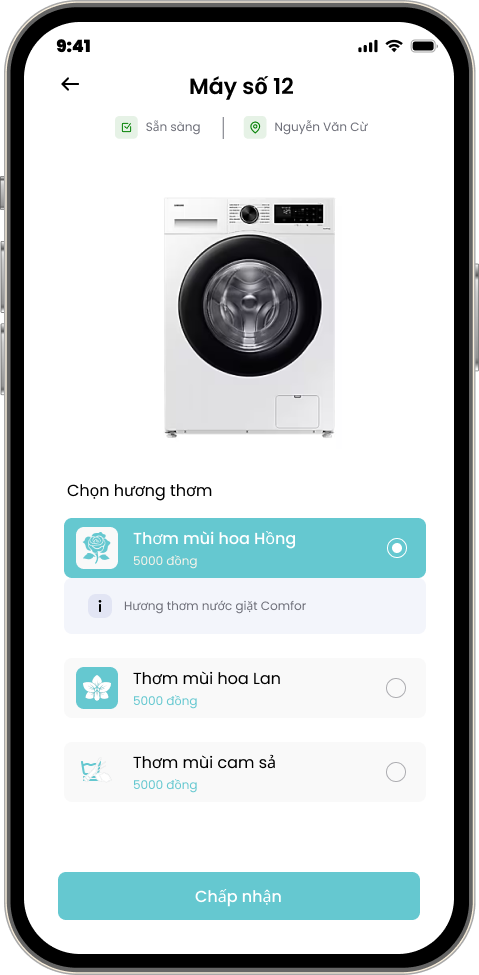 9:41
Máy số 12
Sẵn sàng
Nguyễn Văn Cừ
SAMSUNG
Chọn hương thơm
Thơm mùi hoa Hồng
5000 đồng
i Hương thơm nước giặt Comfor
Thơm mùi hoa Lan
5000 đồng
Thơm mùi cam sả
5000 đồng
Chấp nhận